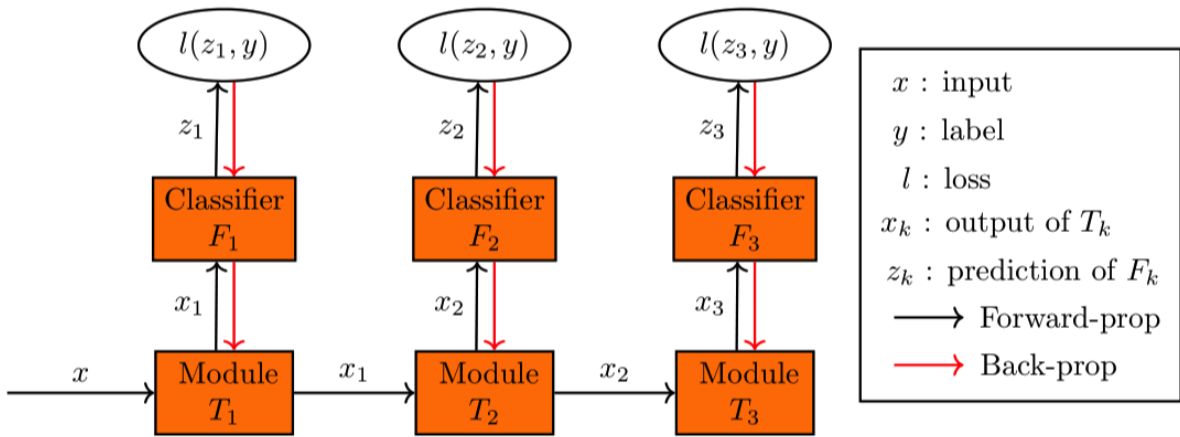 l(z₁, y)
l(z₂, y)
l(z₃, y)
z₁
z₂
z₃
Classifier
F₁
Classifier
F₂
Classifier
F₃
x₁
x₂
x₃
x
Module
T₁
x₁
Module
T₂
x₂
Module
T₃
x : input
y : label
l : loss
xₖ : output of Tₖ
zₖ : prediction of Fₖ
Forward-prop
Back-prop